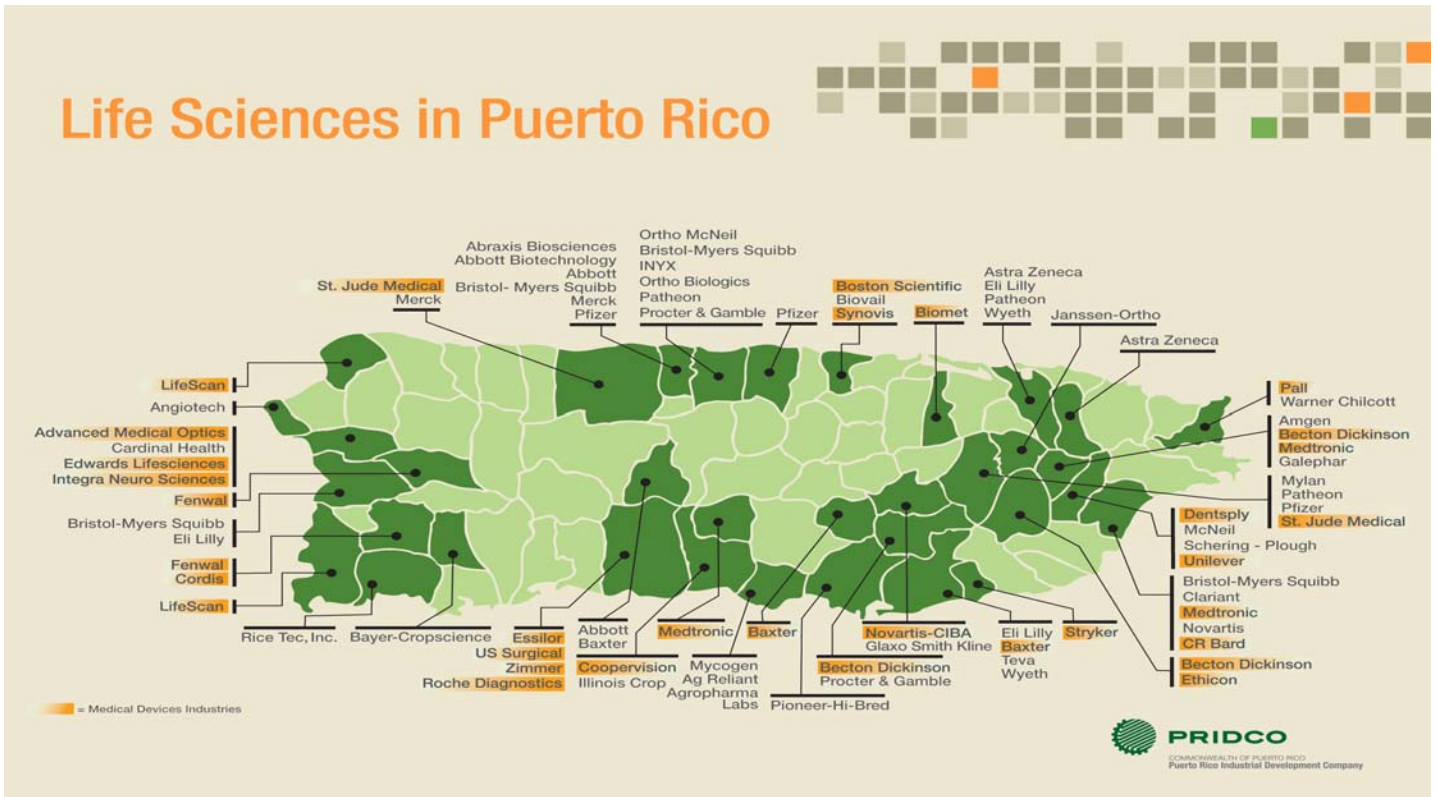 Life Sciences in Puerto Rico
St. Jude Medical
Merck
Abraxis Biosciences
Abbott Biotechnology
Abbott
Bristol- Myers Squibb
Merck
Pfizer
Ortho McNeil
Bristol-Myers Squibb
INYX
Ortho Biologics
Patheon
Procter & Gamble
Pfizer
Boston Scientific
Biovail
Synovis
Biomet
Astra Zeneca
Eli Lilly
Patheon
Wyeth
Janssen-Ortho
Astra Zeneca
LifeScan
Angiotech
Advanced Medical Optics
Cardinal Health
Edwards Lifesciences
Integra Neuro Sciences
Fenwal
Bristol-Myers Squibb
Eli Lilly
Fenwal
Cordis
LifeScan
Pall
Warner Chilcott
Amgen
Becton Dickinson
Medtronic
Galephar
Mylan
Patheon
Pfizer
St. Jude Medical
Dentsply
McNeil
Schering - Plough
Unilever
Bristol-Myers Squibb
Clariant
Medtronic
Novartis
CR Bard
Becton Dickinson
Ethicon
Rice Tec, Inc.
Bayer-Cropscience
Essilor
US Surgical
Zimmer
Roche Diagnostics
Abbott
Baxter
Coopervision
Illinois Crop
Medtronic
Mycogen
Ag Reliant
Agropharma
Labs
Baxter
Pioneer-Hi-Bred
Becton Dickinson
Procter & Gamble
Novartis-CIBA
Glaxo Smith Kline
Eli Lilly
Baxter
Teva
Wyeth
Stryker
= Medical Devices Industries
PRIDCO
COMMONWEALTH OF PUERTO RICO
Puerto Rico Industrial Development Company